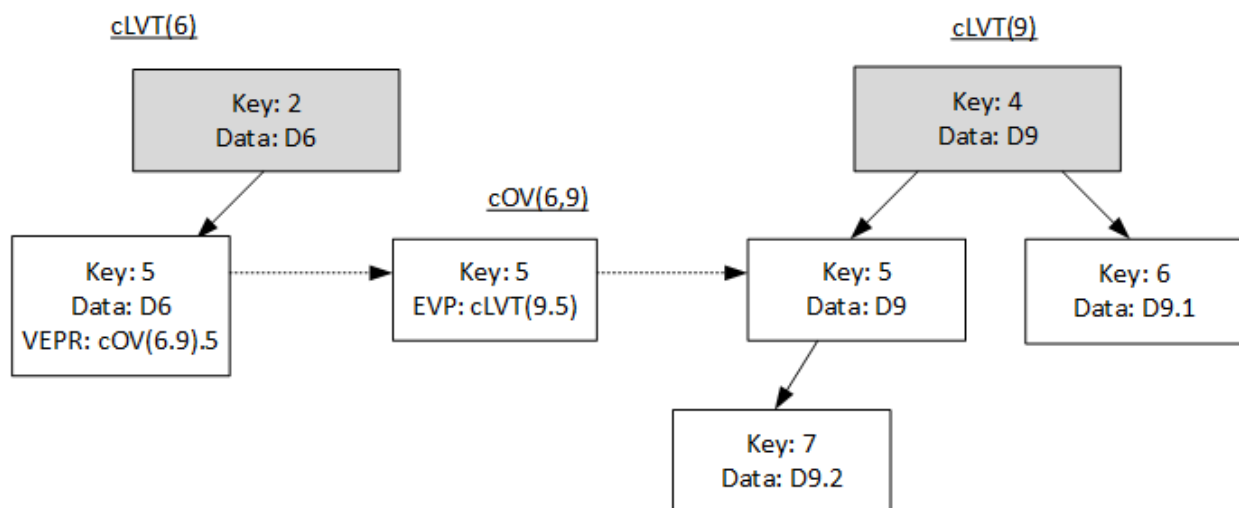 cLVT(6)
cLVT(9)
Key: 2
Data: D6
Key: 4
Data: D9
cOV(6,9)
Key: 5
Data: D6
VEPR: cOV(6.9).5
Key: 5
EVP: cLVT(9.5)
Key: 5
Data: D9
Key: 6
Data: D9.1
Key: 7
Data: D9.2